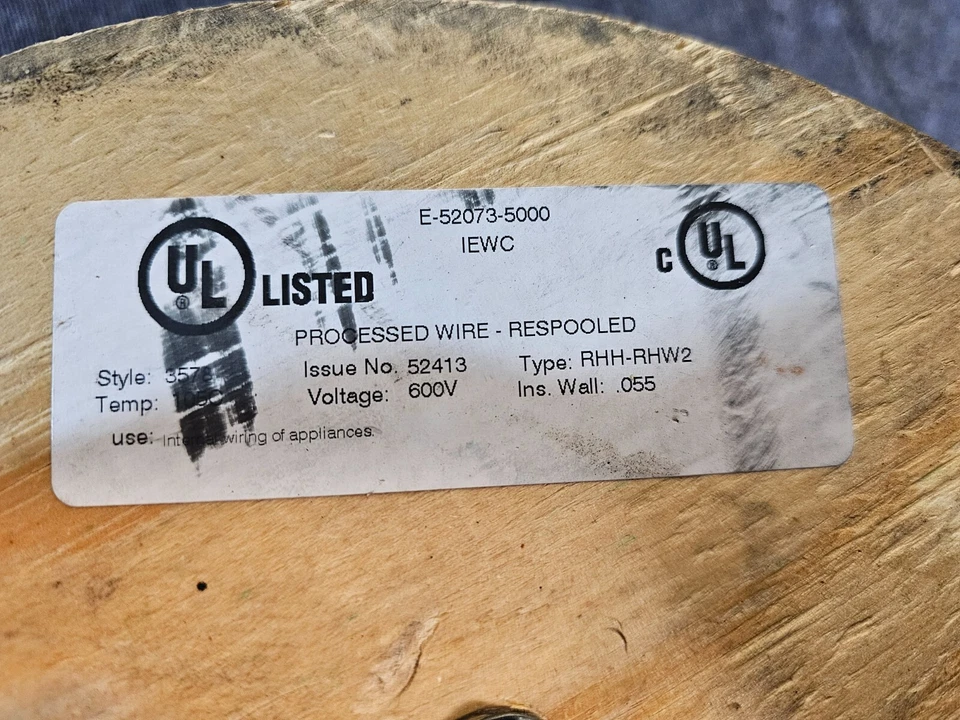 E-52073-5000
IEWC
UL ® LISTED
C UL ®
PROCESSED WIRE - RESPOOLED
Style: Issue No. 52413 Type: RHH-RHW2
Temp: Voltage: 600V Ins. Wall: .055
use: Internal wiring of appliances.